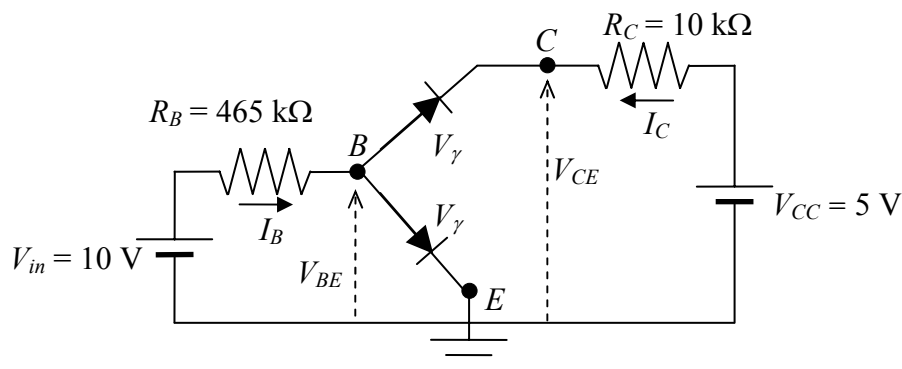 R_C = 10 kΩ
C
R_B = 465 kΩ
I_C
B
V_γ
V_CE
V_γ
V_CC = 5 V
I_B
V_in = 10 V
V_BE
E